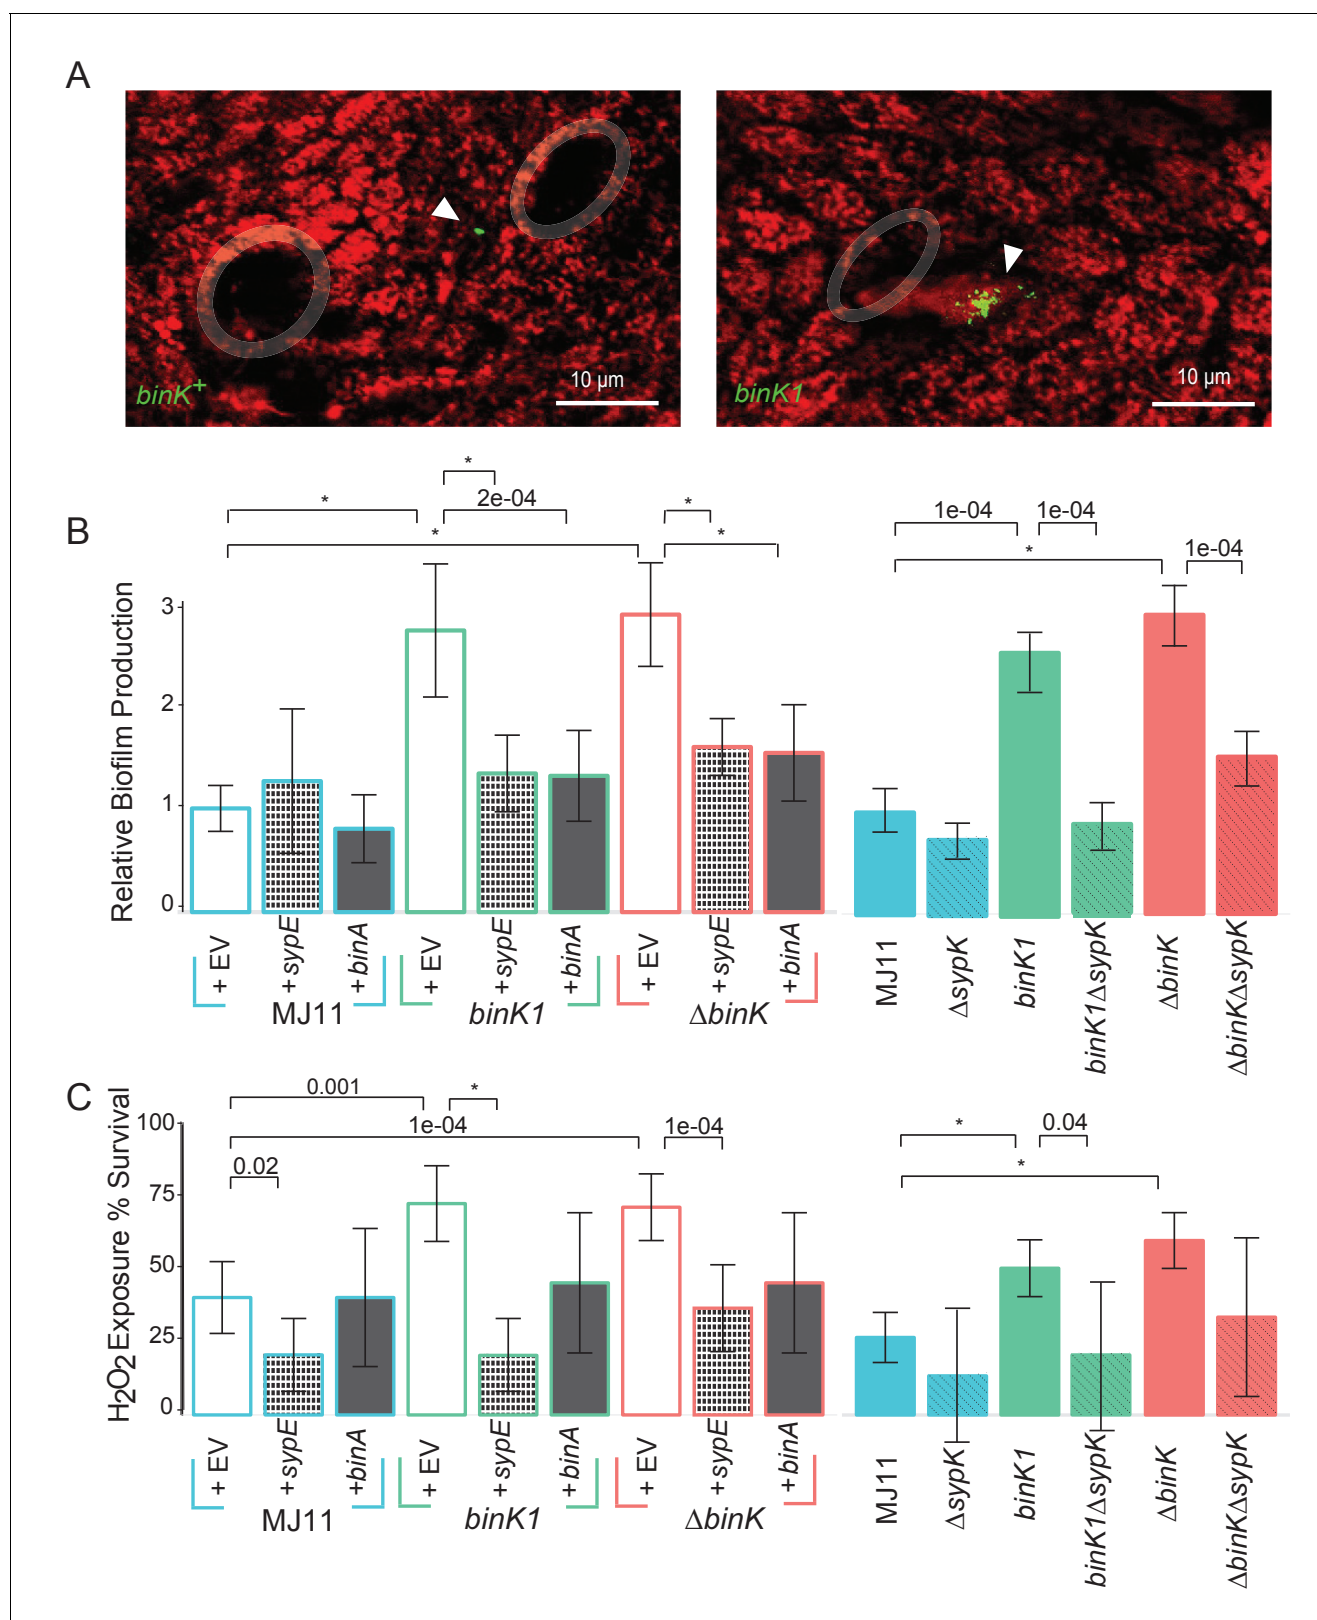 A
binK+
10 µm
binK1
10 µm
B
Relative Biofilm Production
3
2
1
0
*
2e-04
*
*
*
*
1e-04
1e-04
*
1e-04
+ EV
+ sypE
+ binA
+ EV
+ sypE
+ binA
+ EV
+ sypE
+ binA
MJ11
binK1
ΔbinK
MJ11
ΔsypK
binK1
binK1ΔsypK
ΔbinK
ΔbinKΔsypK
C
H2O2 Exposure % Survival
100
75
50
25
0
0.001
*
1e-04
1e-04
0.02
*
0.04
*
+ EV
+ sypE
+binA
+ EV
+ sypE
+ binA
+ EV
+ sypE
+ binA
MJ11
binK1
ΔbinK
MJ11
ΔsypK
binK1
binK1ΔsypK
ΔbinK
ΔbinKΔsypK